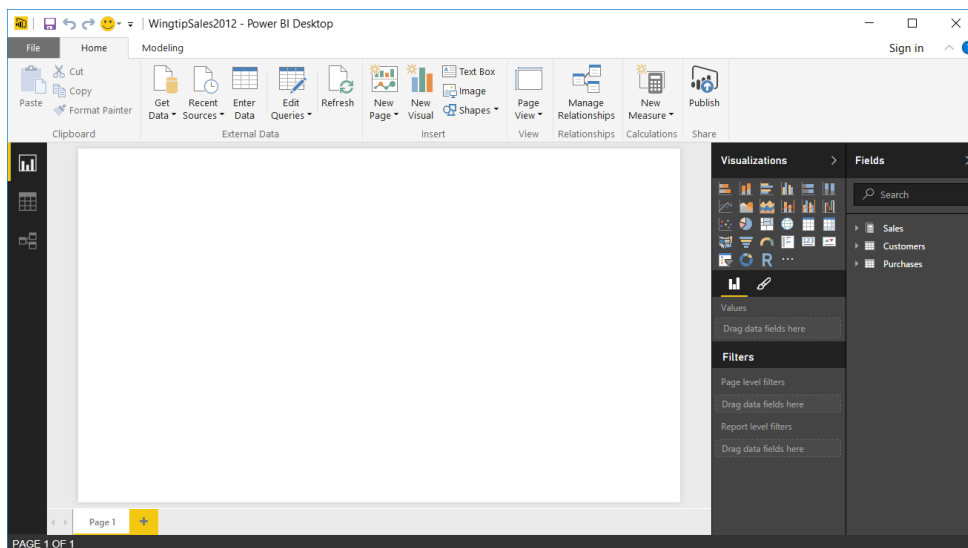 WingtipSales2012 - Power BI Desktop
File Home Modeling Sign in
Paste
Cut
Copy
Format Painter
Get Data
Recent Sources
Enter Data
Edit Queries
Refresh
New Page
New Visual
Text Box
Image
Shapes
Page View
Manage Relationships
New Measure
Publish
Clipboard External Data Insert View Relationships Calculations Share
Visualizations
R
123
Values
Drag data fields here
Filters
Page level filters
Drag data fields here
Report level filters
Drag data fields here
Fields
Search
Sales
Customers
Purchases
Page 1
PAGE 1 OF 1